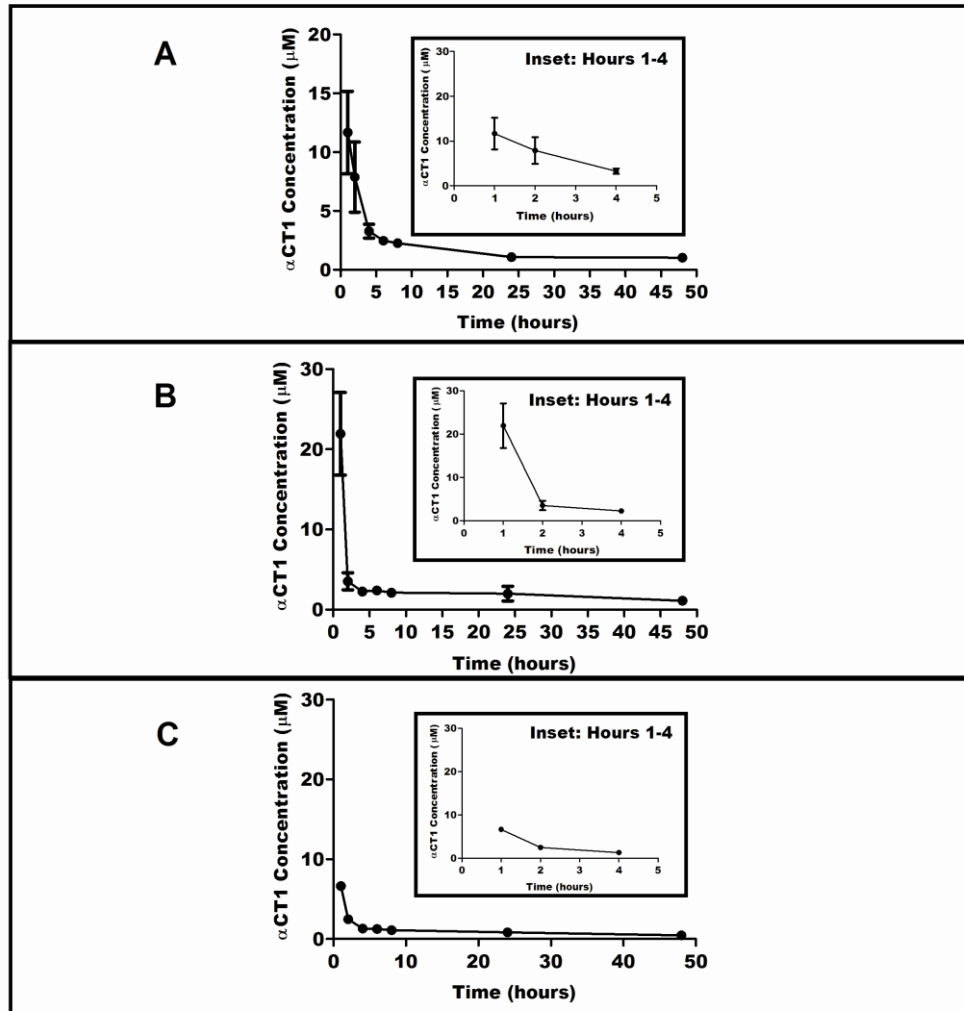 A
20
15
10
5
0
αCT1 Concentration (μM)
0 5 10 15 20 25 30 35 40 45 50
Time (hours)
Inset: Hours 1-4
30
20
10
0
αCT1 Concentration (μM)
0 1 2 3 4 5
Time (hours)
B
30
20
10
0
αCT1 Concentration (μM)
0 5 10 15 20 25 30 35 40 45 50
Time (hours)
Inset: Hours 1-4
30
20
10
0
αCT1 Concentration (μM)
0 1 2 3 4 5
Time (hours)
C
30
20
10
0
αCT1 Concentration (μM)
0 10 20 30 40 50
Time (hours)
Inset: Hours 1-4
30
20
10
0
αCT1 Concentration (μM)
0 1 2 3 4 5
Time (hours)